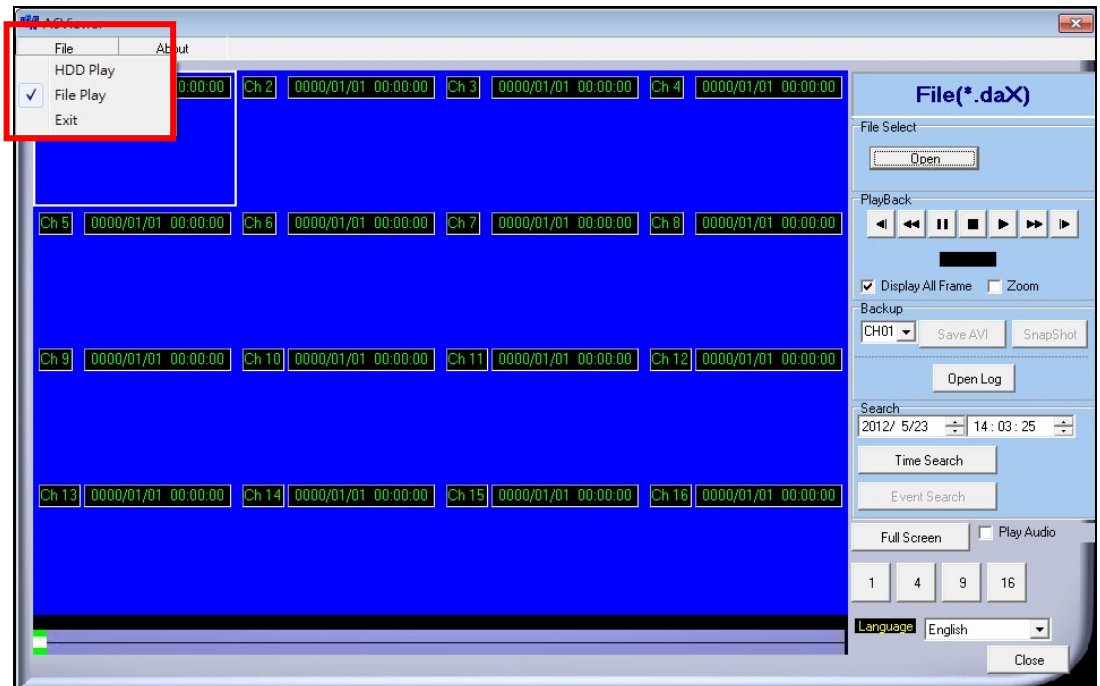 ASViewer
File About
HDD Play
File Play
Exit
0:00:00 Ch 2 0000/01/01 00:00:00 Ch 3 0000/01/01 00:00:00 Ch 4 0000/01/01 00:00:00
Ch 5 0000/01/01 00:00:00 Ch 6 0000/01/01 00:00:00 Ch 7 0000/01/01 00:00:00 Ch 8 0000/01/01 00:00:00
Ch 9 0000/01/01 00:00:00 Ch 10 0000/01/01 00:00:00 Ch 11 0000/01/01 00:00:00 Ch 12 0000/01/01 00:00:00
Ch 13 0000/01/01 00:00:00 Ch 14 0000/01/01 00:00:00 Ch 15 0000/01/01 00:00:00 Ch 16 0000/01/01 00:00:00
File(*.daX)
File Select
Open
PlayBack
Display All Frame Zoom
Backup
CH01 Save AVI SnapShot
Open Log
Search
2012/ 5/23 14:03:25
Time Search
Event Search
Full Screen Play Audio
1 4 9 16
Language English
Close